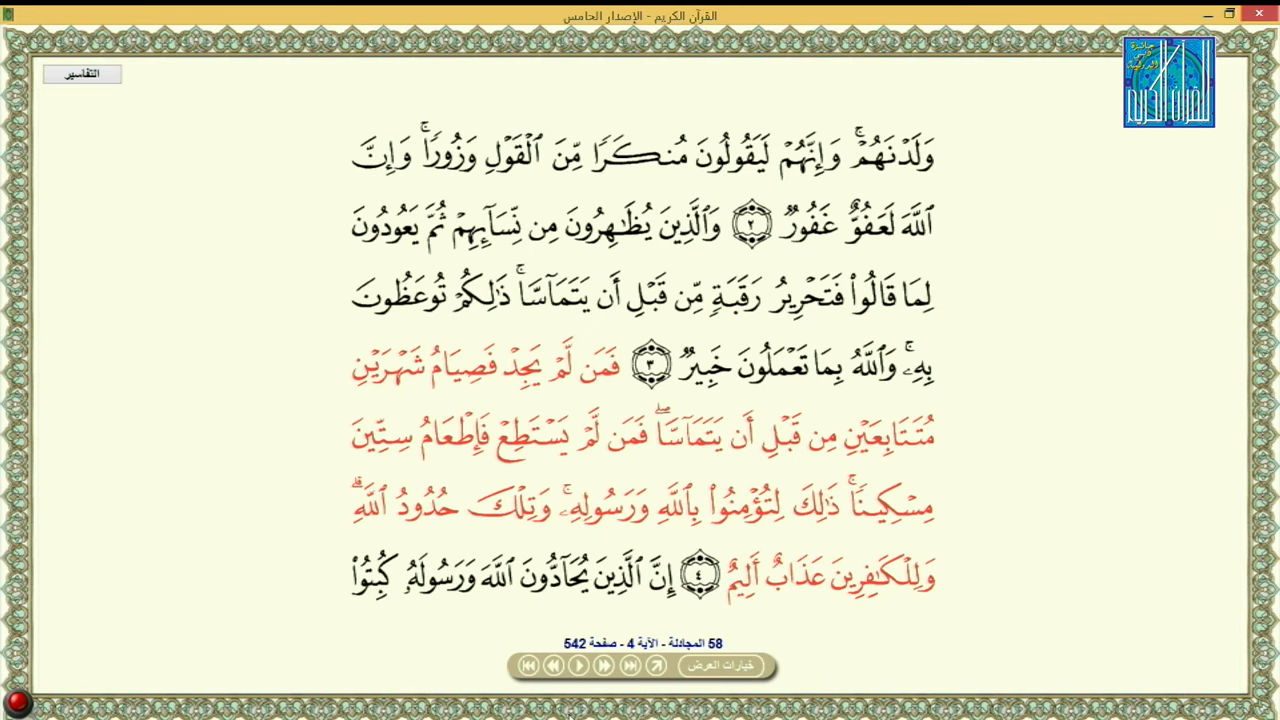 القرآن الكريم - الإصدار الخامس
التفاسير
للقرآن الكريم
وَلَدْنَهُمْ ۚ وَإِنَّهُمْ لَيَقُولُونَ مُنكَرًا مِّنَ ٱلْقَوْلِ وَزُورًا ۚ وَإِنَّ
ٱللَّهَ لَعَفُوٌّ غَفُورٌ ٢ وَٱلَّذِينَ يُظَـٰهِرُونَ مِن نِّسَآئِهِمْ ثُمَّ يَعُودُونَ
لِمَا قَالُوا۟ فَتَحْرِيرُ رَقَبَةٍ مِّن قَبْلِ أَن يَتَمَآسَّا ۚ ذَٰلِكُمْ تُوعَظُونَ
بِهِۦ ۚ وَٱللَّهُ بِمَا تَعْمَلُونَ خَبِيرٌ ٣ فَمَن لَّمْ يَجِدْ فَصِيَامُ شَهْرَيْنِ
مُتَتَابِعَيْنِ مِن قَبْلِ أَن يَتَمَآسَّا ۖ فَمَن لَّمْ يَسْتَطِعْ فَإِطْعَامُ سِتِّينَ
مِسْكِينًا ۚ ذَٰلِكَ لِتُؤْمِنُوا۟ بِٱللَّهِ وَرَسُولِهِۦ ۚ وَتِلْكَ حُدُودُ ٱللَّهِ ۗ
وَلِلْكَـٰفِرِينَ عَذَابٌ أَلِيمٌ ٤ إِنَّ ٱلَّذِينَ يُحَآدُّونَ ٱللَّهَ وَرَسُولَهُۥ كُبِتُوا۟
58 المجادلة - الآية 4 - صفحة 542
خيارات العرض